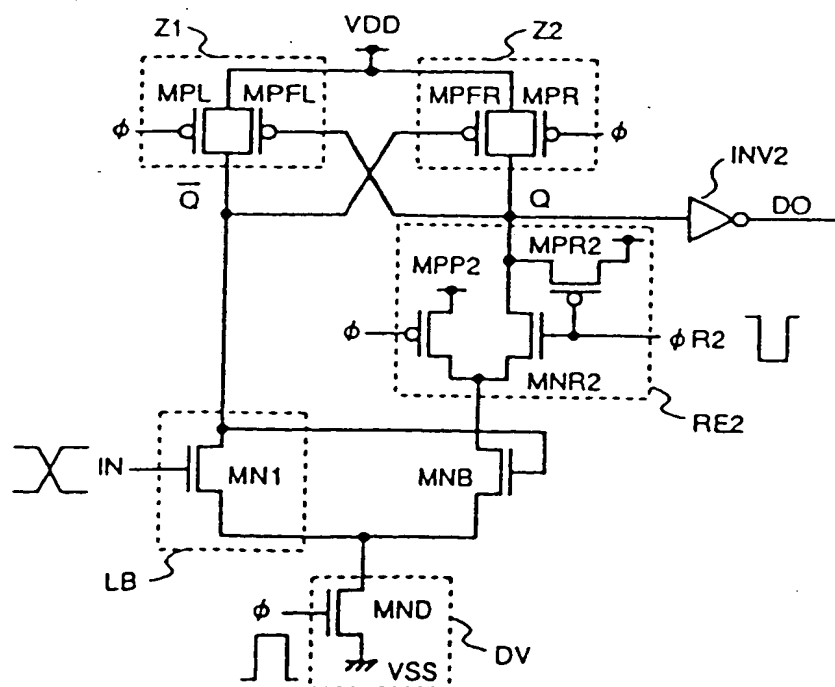 Z1
VDD
Z2
MPL
MPFL
MPFR
MPR
ϕ
ϕ
INV2
Q̅
Q
DO
MPR2
MPP2
ϕ
ϕR2
MNR2
RE2
IN
MN1
MNB
LB
ϕ
MND
VSS
DV